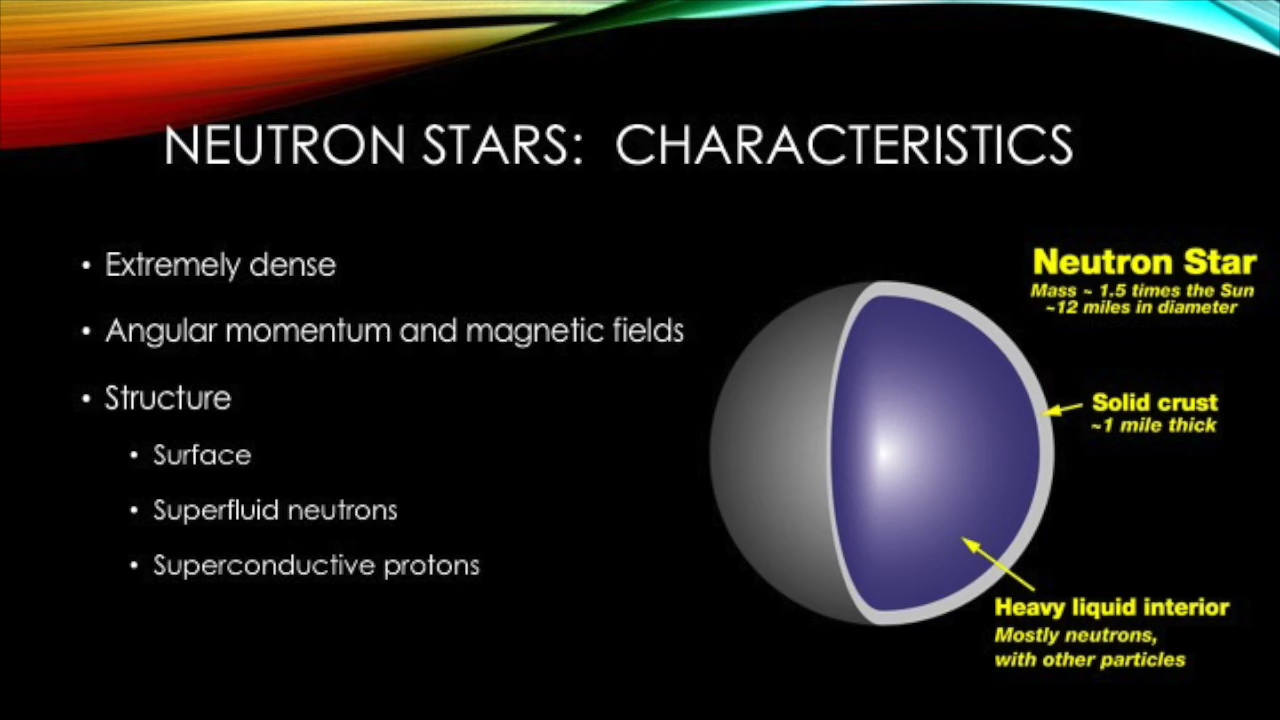 NEUTRON STARS: CHARACTERISTICS
• Extremely dense
• Angular momentum and magnetic fields
• Structure
• Surface
• Superfluid neutrons
• Superconductive protons
Neutron Star
Mass ~ 1.5 times the Sun
~12 miles in diameter
Solid crust
~1 mile thick
Heavy liquid interior
Mostly neutrons,
with other particles